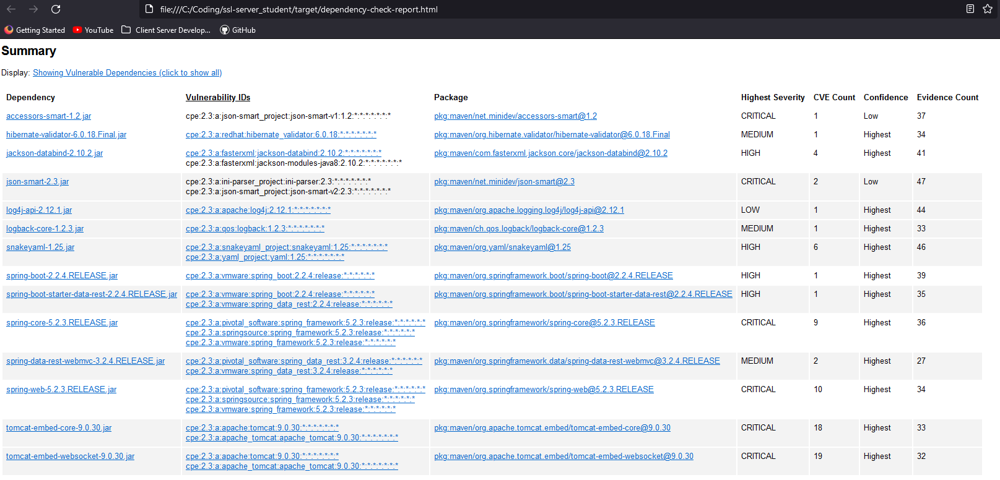 file:///C:/Coding/ssl-server_student/target/dependency-check-report.html
Getting Started YouTube Client Server Develop... GitHub
Summary
Display: Showing Vulnerable Dependencies (click to show all)
Dependency Vulnerability IDs Package Highest Severity CVE Count Confidence Evidence Count
accessors-smart-1.2.jar cpe:2.3:a:json-smart_project:json-smart-v1:1.2:*:*:*:*:*:*:* pkg:maven/net.minidev/accessors-smart@1.2 CRITICAL 1 Low 37
hibernate-validator-6.0.18.Final.jar cpe:2.3:a:redhat:hibernate_validator:6.0.18:*:*:*:*:*:*:* pkg:maven/org.hibernate.validator/hibernate-validator@6.0.18.Final MEDIUM 1 Highest 34
jackson-databind-2.10.2.jar cpe:2.3:a:fasterxml:jackson-databind:2.10.2:*:*:*:*:*:*:* pkg:maven/com.fasterxml.jackson.core/jackson-databind@2.10.2 HIGH 4 Highest 41
cpe:2.3:a:fasterxml:jackson-modules-java8:2.10.2:*:*:*:*:*:*:*
json-smart-2.3.jar cpe:2.3:a:ini-parser_project:ini-parser:2.3:*:*:*:*:*:*:* pkg:maven/net.minidev/json-smart@2.3 CRITICAL 2 Low 47
cpe:2.3:a:json-smart_project:json-smart-v2:2.3:*:*:*:*:*:*:*
log4j-api-2.12.1.jar cpe:2.3:a:apache:log4j:2.12.1:*:*:*:*:*:*:* pkg:maven/org.apache.logging.log4j/log4j-api@2.12.1 LOW 1 Highest 44
logback-core-1.2.3.jar cpe:2.3:a:qos:logback:1.2.3:*:*:*:*:*:*:* pkg:maven/ch.qos.logback/logback-core@1.2.3 MEDIUM 1 Highest 33
snakeyaml-1.25.jar cpe:2.3:a:snakeyaml_project:snakeyaml:1.25:*:*:*:*:*:*:* pkg:maven/org.yaml/snakeyaml@1.25 HIGH 6 Highest 46
cpe:2.3:a:yaml_project:yaml:1.25:*:*:*:*:*:*:*
spring-boot-2.2.4.RELEASE.jar cpe:2.3:a:vmware:spring_boot:2.2.4:release:*:*:*:*:*:* pkg:maven/org.springframework.boot/spring-boot@2.2.4.RELEASE HIGH 1 Highest 39
spring-boot-starter-data-rest-2.2.4.RELEASE.jar cpe:2.3:a:vmware:spring_boot:2.2.4:release:*:*:*:*:*:* pkg:maven/org.springframework.boot/spring-boot-starter-data-rest@2.2.4.RELEASE HIGH 1 Highest 35
cpe:2.3:a:vmware:spring_data_rest:2.2.4:release:*:*:*:*:*:*
spring-core-5.2.3.RELEASE.jar cpe:2.3:a:pivotal_software:spring_framework:5.2.3:release:*:*:*:*:*:* pkg:maven/org.springframework/spring-core@5.2.3.RELEASE CRITICAL 9 Highest 36
cpe:2.3:a:springsource:spring_framework:5.2.3:release:*:*:*:*:*:*
cpe:2.3:a:vmware:spring_framework:5.2.3:release:*:*:*:*:*:*
spring-data-rest-webmvc-3.2.4.RELEASE.jar cpe:2.3:a:pivotal_software:spring_data_rest:3.2.4:release:*:*:*:*:*:* pkg:maven/org.springframework.data/spring-data-rest-webmvc@3.2.4.RELEASE MEDIUM 2 Highest 27
cpe:2.3:a:vmware:spring_data_rest:3.2.4:release:*:*:*:*:*:*
spring-web-5.2.3.RELEASE.jar cpe:2.3:a:pivotal_software:spring_framework:5.2.3:release:*:*:*:*:*:* pkg:maven/org.springframework/spring-web@5.2.3.RELEASE CRITICAL 10 Highest 34
cpe:2.3:a:springsource:spring_framework:5.2.3:release:*:*:*:*:*:*
cpe:2.3:a:vmware:spring_framework:5.2.3:release:*:*:*:*:*:*
tomcat-embed-core-9.0.30.jar cpe:2.3:a:apache:tomcat:9.0.30:*:*:*:*:*:*:* pkg:maven/org.apache.tomcat.embed/tomcat-embed-core@9.0.30 CRITICAL 18 Highest 33
cpe:2.3:a:apache_tomcat:apache_tomcat:9.0.30:*:*:*:*:*:*:*
tomcat-embed-websocket-9.0.30.jar cpe:2.3:a:apache:tomcat:9.0.30:*:*:*:*:*:*:* pkg:maven/org.apache.tomcat.embed/tomcat-embed-websocket@9.0.30 CRITICAL 19 Highest 32
cpe:2.3:a:apache_tomcat:apache_tomcat:9.0.30:*:*:*:*:*:*:*